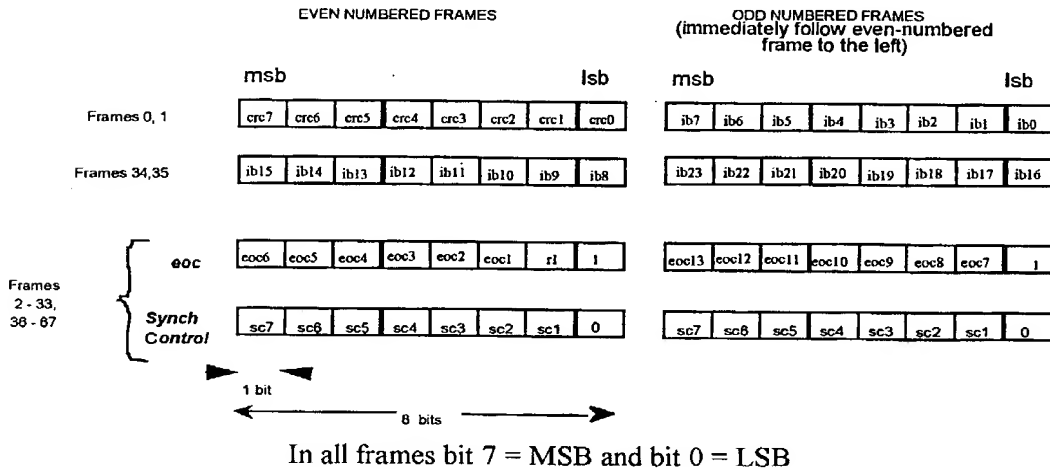 EVEN NUMBERED FRAMES
ODD NUMBERED FRAMES
(immediately follow even-numbered
frame to the left)
msb lsb msb lsb
Frames 0, 1 crc7 crc6 crc5 crc4 crc3 crc2 crc1 crc0 ib7 ib6 ib5 ib4 ib3 ib2 ib1 ib0
Frames 34,35 ib15 ib14 ib13 ib12 ib11 ib10 ib9 ib8 ib23 ib22 ib21 ib20 ib19 ib18 ib17 ib16
eoc eoc6 eoc5 eoc4 eoc3 eoc2 eoc1 r1 1 eoc13 eoc12 eoc11 eoc10 eoc9 eoc8 eoc7 1
Frames
2 - 33,
36 - 67
Synch
Control sc7 sc6 sc5 sc4 sc3 sc2 sc1 0 sc7 sc6 sc5 sc4 sc3 sc2 sc1 0
1 bit
8 bits
In all frames bit 7 = MSB and bit 0 = LSB